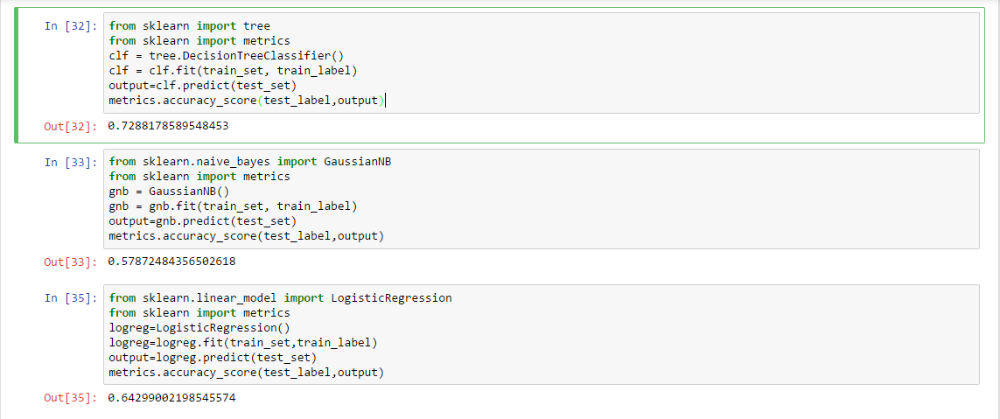 In [32]: from sklearn import tree
from sklearn import metrics
clf = tree.DecisionTreeClassifier()
clf = clf.fit(train_set, train_label)
output=clf.predict(test_set)
metrics.accuracy_score(test_label,output)
Out[32]: 0.7288178589548453
In [33]: from sklearn.naive_bayes import GaussianNB
from sklearn import metrics
gnb = GaussianNB()
gnb = gnb.fit(train_set, train_label)
output=gnb.predict(test_set)
metrics.accuracy_score(test_label,output)
Out[33]: 0.57872484356502618
In [35]: from sklearn.linear_model import LogisticRegression
from sklearn import metrics
logreg=LogisticRegression()
logreg=logreg.fit(train_set,train_label)
output=logreg.predict(test_set)
metrics.accuracy_score(test_label,output)
Out[35]: 0.64299002198545574